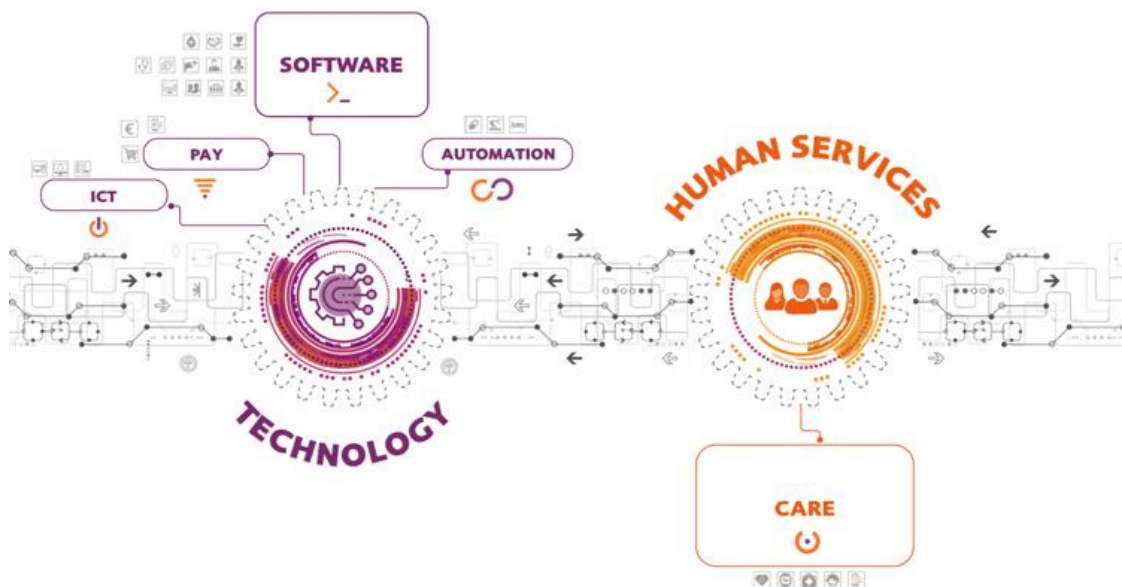 SOFTWARE
PAY
AUTOMATION
ICT
HUMAN SERVICES
TECHNOLOGY
CARE